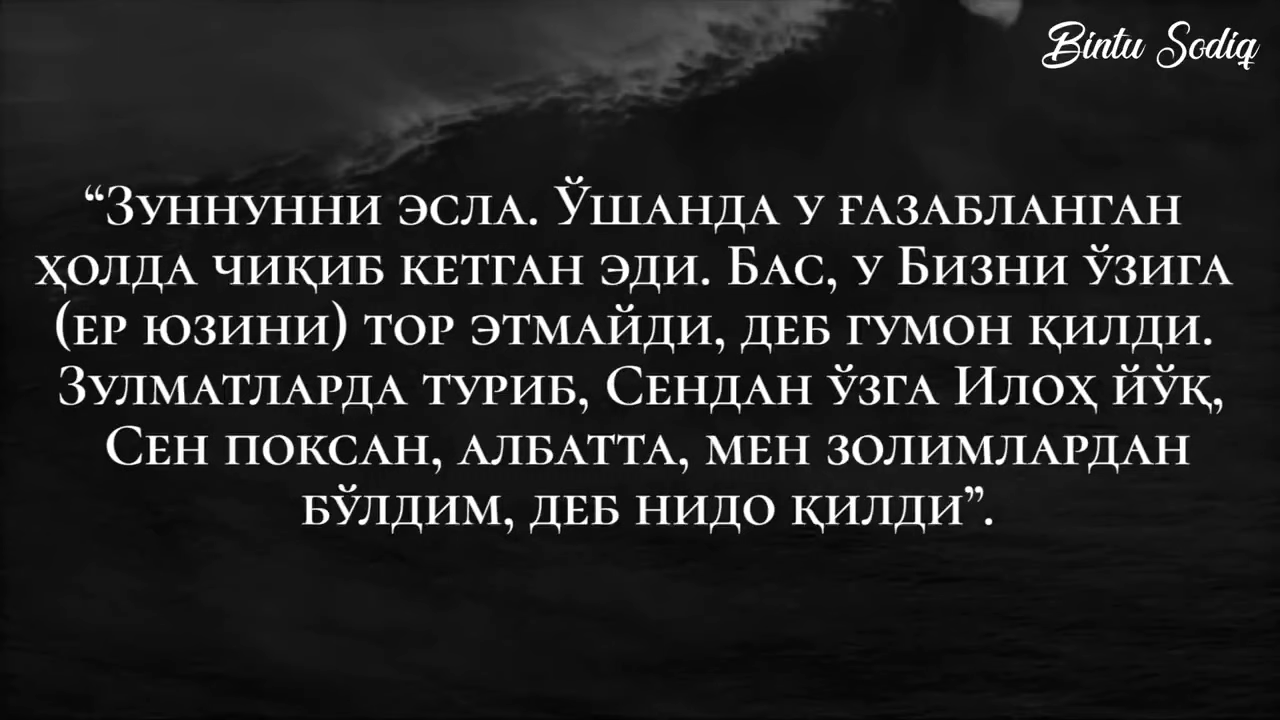 Bintu Sodiq
“Зуннунни эсла. Ўшанда у ғазабланган
ҳолда чиқиб кетган эди. Бас, у Бизни ўзига
(ер юзини) тор этмайди, деб гумон қилди.
Зулматларда туриб, Сендан ўзга Илоҳ йўқ,
Сен поксан, албатта, мен золимлардан
бўлдим, деб нидо қилди”.